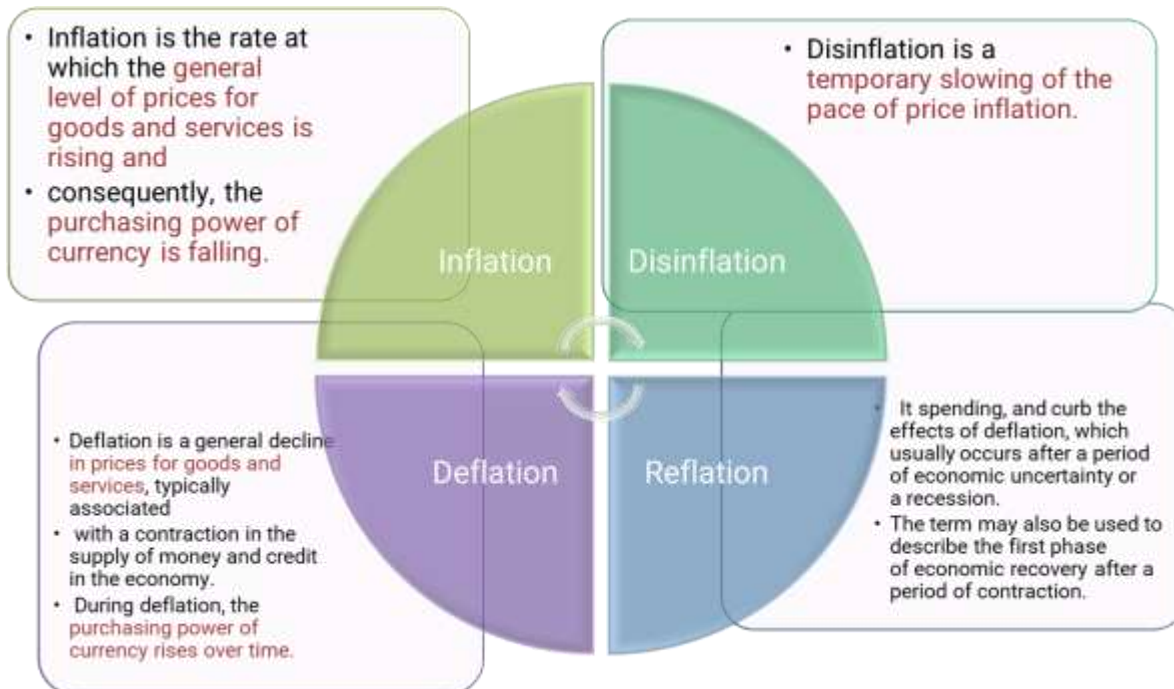 • Inflation is the rate at
which the general
level of prices for
goods and services is
rising and
• consequently, the
purchasing power of
currency is falling.
• Disinflation is a
temporary slowing of the
pace of price inflation.
Inflation
Disinflation
Deflation
Reflation
• Deflation is a general decline
in prices for goods and
services, typically
associated
• with a contraction in the
supply of money and credit
in the economy.
• During deflation, the
purchasing power of
currency rises over time.
• It spending, and curb the
effects of deflation, which
usually occurs after a period
of economic uncertainty or
a recession.
• The term may also be used to
describe the first phase
of economic recovery after a
period of contraction.